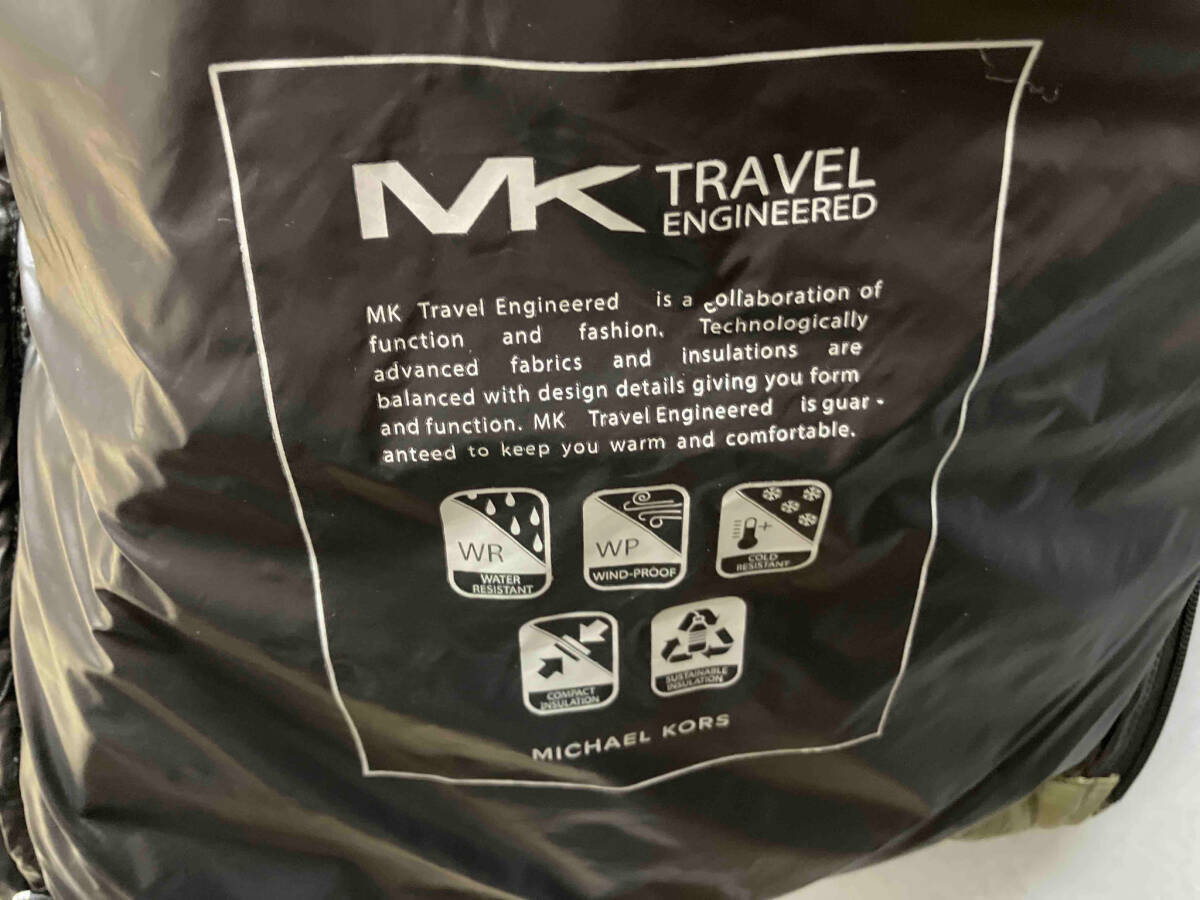 MK TRAVEL
ENGINEERED
MK Travel Engineered is a collaboration of
function and fashion. Technologically
advanced fabrics and insulations are
balanced with design details giving you form
and function. MK Travel Engineered is guar-
anteed to keep you warm and comfortable.
WR
WATER
RESISTANT
WP
WIND-PROOF
COLD
RESISTANT
COMPACT
INSULATION
SUSTAINABLE
INSULATION
MICHAEL KORS